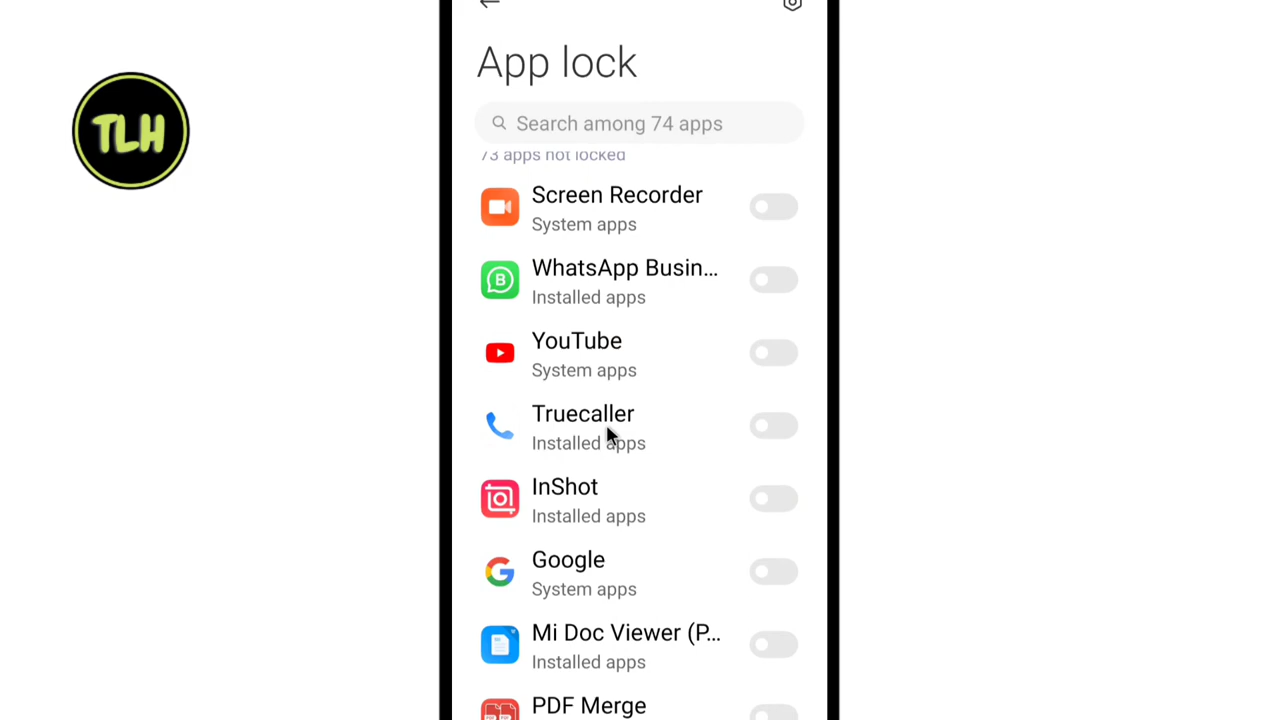 App lock
TLH
Search among 74 apps
73 apps not locked
Screen Recorder
System apps
WhatsApp Busin...
Installed apps
YouTube
System apps
Truecaller
Installed apps
InShot
Installed apps
Google
System apps
Mi Doc Viewer (P...
Installed apps
PDF Merge